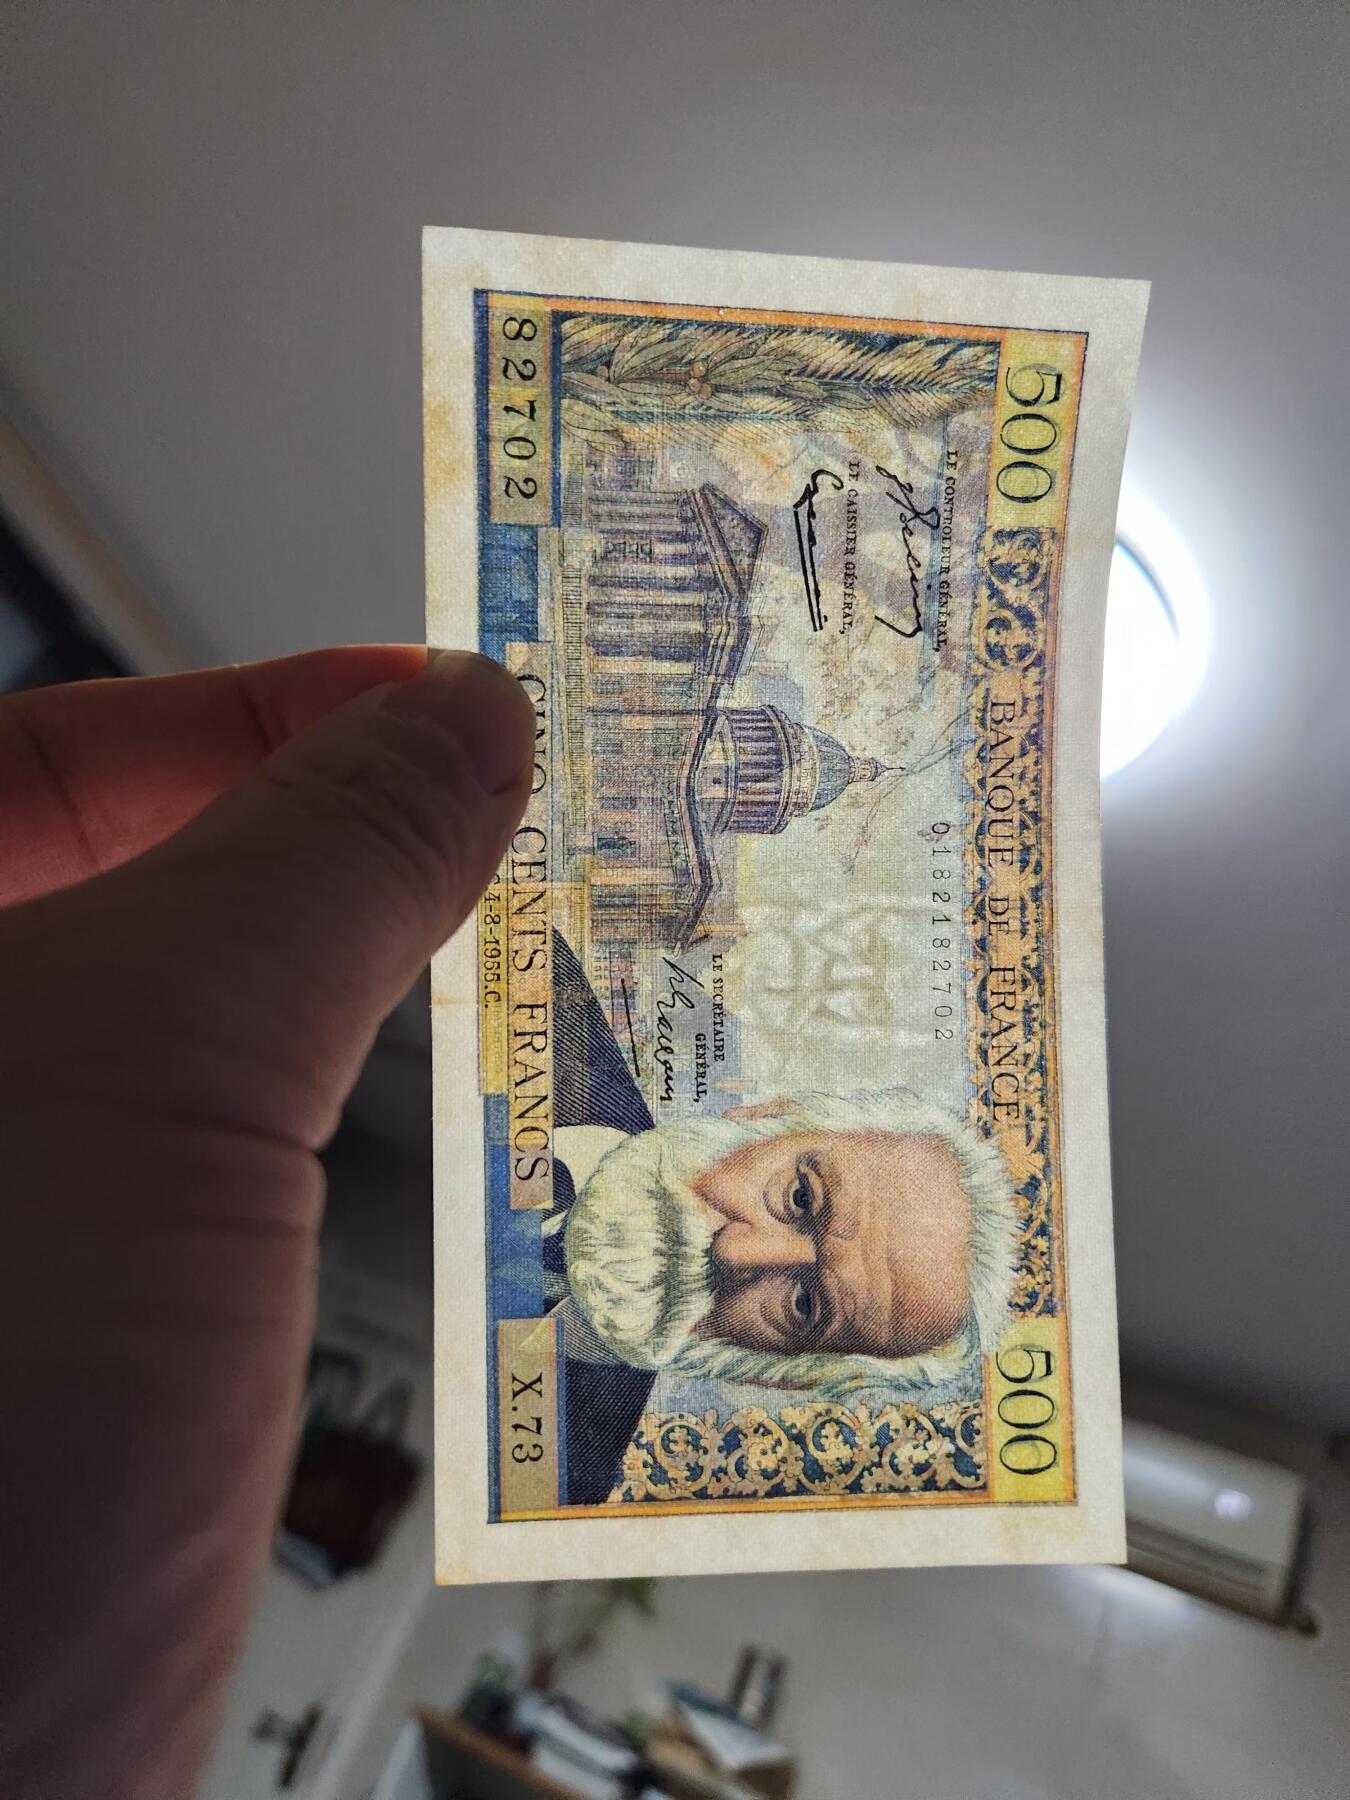 500
BANQUE DE FRANCE
500
LE CONTROLEUR GÉNÉRAL,
LE CAISSIER GÉNÉRAL,
0182182702
LE SECRÉTAIRE
GÉNÉRAL,
82702
CINQ CENTS FRANCS
4-8-1955.C.
X.73